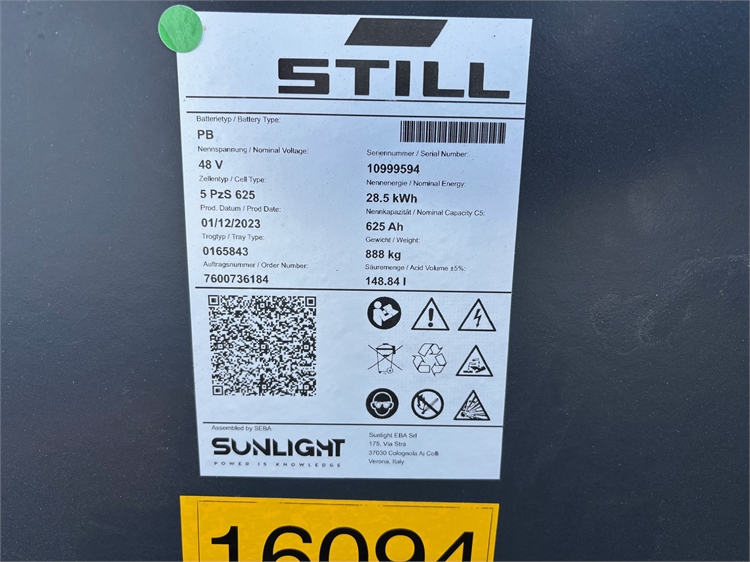 STILL
Batterietyp / Battery Type:
PB
Nennspannung / Nominal Voltage:
48 V
Zellentyp / Cell Type:
5 PzS 625
Prod. Datum / Prod Date:
01/12/2023
Trogtyp / Tray Type:
0165843
Auftragsnummer / Order Number:
7600736184
Seriennummer / Serial Number:
10999594
Nennenergie / Nominal Energy:
28.5 kWh
Nennkapazität / Nominal Capacity C5:
625 Ah
Gewicht / Weight:
888 kg
Säuremenge / Acid Volume ±5%:
148.84 l
Assembled by SEBA
SUNLIGHT
POWER IS KNOWLEDGE
Sunlight EBA Srl
175, Via Strà
37030 Colognola Ai Colli
Verona, Italy
16094